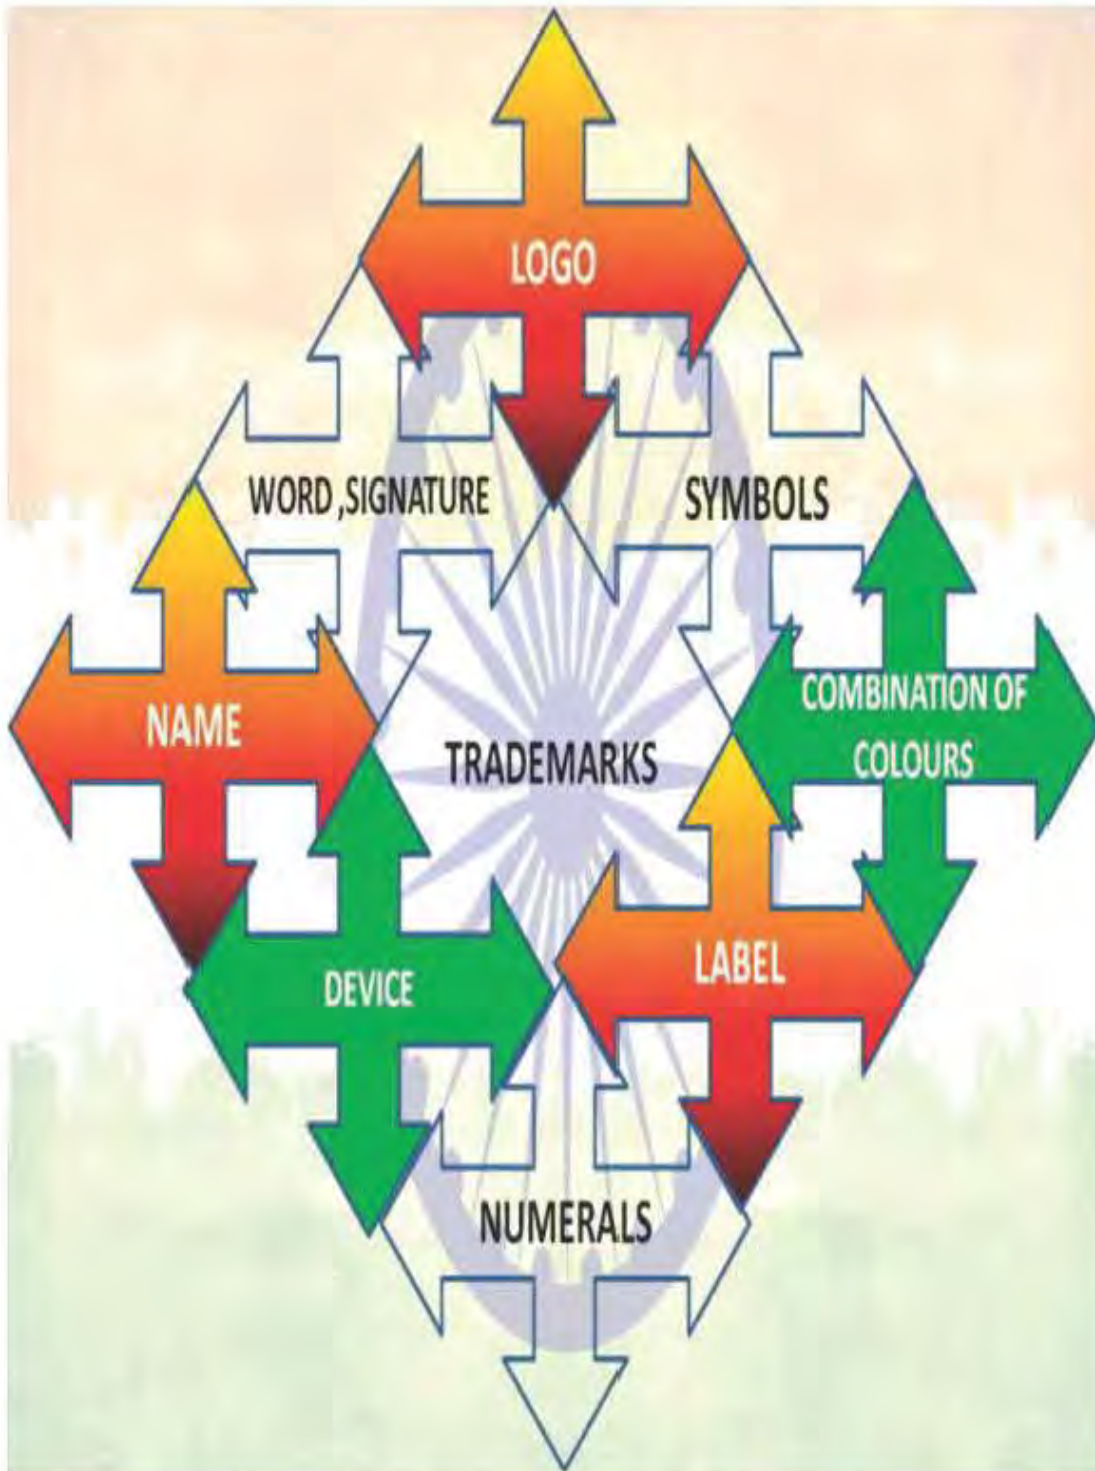 LOGO
WORD ,SIGNATURE
SYMBOLS
NAME
TRADEMARKS
COMBINATION OF
COLOURS
DEVICE
LABEL
NUMERALS